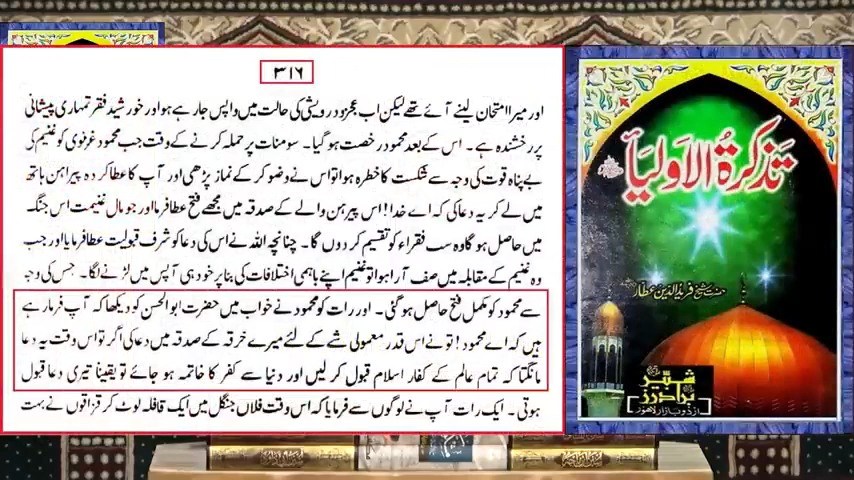 ۳۱۶
اور میرا امتحان لینے آئے تھے لیکن اب عجز و درویشی کی حالت میں واپس جا رہے ہو اور خورشید فقر تمہاری پیشانی
پر رخشندہ ہے۔ اس کے بعد محمود رخصت ہو گیا۔ سومنات پر حملہ کرنے کے وقت جب محمود غزنوی کو غنیم کی
بے پناہ قوت کی وجہ سے شکست کا خطرہ ہوا تو اس نے وضو کر کے نماز پڑھی اور آپ کا عطا کردہ پیراہن ہاتھ
میں لے کر یہ دعا کی کہ اے خدا! اس پیرہن والے کے صدقہ میں مجھے فتح عطا فرما اور جو مال غنیمت اس جنگ
میں حاصل ہو گا وہ سب فقراء کو تقسیم کر دوں گا۔ چنانچہ اللہ نے اس کی دعا کو شرف قبولیت عطا فرمایا اور جب
وہ غنیم کے مقابلہ میں صف آرا ہوا تو غنیم اپنے باہمی اختلافات کی بنا پر خود ہی آپس میں لڑنے لگا۔ جس کی وجہ
سے محمود کو مکمل فتح حاصل ہو گئی۔ اور رات کو محمود نے خواب میں حضرت ابوالحسن کو دیکھا کہ آپ فرما رہے
ہیں کہ اے محمود! تو نے اس قدر معمولی شے کے لئے میرے خرقہ کے صدقہ میں دعا کی اگر تو اس وقت یہ دعا
مانگتا کہ تمام عالم کے کفار اسلام قبول کر لیں اور دنیا سے کفر کا خاتمہ ہو جائے تو یقیناً تیری دعا قبول
ہوتی۔ ایک رات آپ نے لوگوں سے فرمایا کہ اس وقت فلاں جنگل میں ایک قافلہ لوٹ کر قزاقوں نے بہت
تذکرۃ الاولیاء
حضرت شیخ فرید الدین عطار
شبیر
برادرز
اردو بازار لاہور